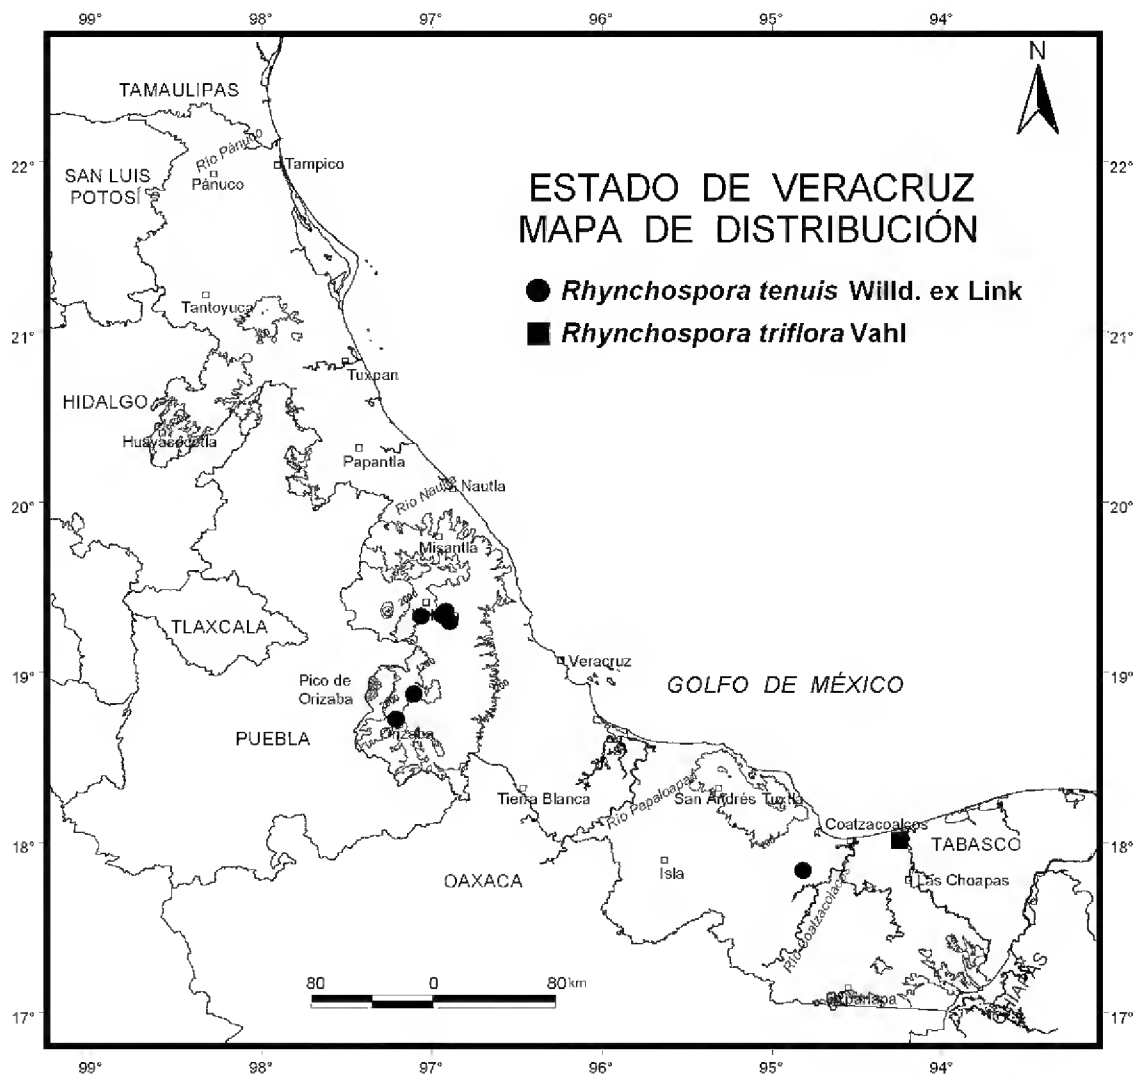 99° 98° 97° 96° 95° 94°
N
TAMAULIPAS
Río Pánuco
22° Tampico 22°
SAN LUIS
POTOSÍ
Pánuco
ESTADO DE VERACRUZ
MAPA DE DISTRIBUCIÓN
Rhynchospora tenuis Willd. ex Link
Rhynchospora triflora Vahl
Tantoyuca
21° 21°
Tuxpan
HIDALGO
Huayacocotla
Papantla
Río Nautla
Nautla
20° 20°
Misantla
2000
TLAXCALA
19° Veracruz 19°
Pico de
Orizaba
GOLFO DE MÉXICO
PUEBLA
Orizaba
Tierra Blanca
Río Papaloapan
San Andrés Tuxtla
Coatzacoalcos
18° TABASCO 18°
OAXACA
Isla
Las Choapas
Río Coatzacoalcos
CHIAPAS
80 0 80 km
17° 17°
99° 98° 97° 96° 95° 94°